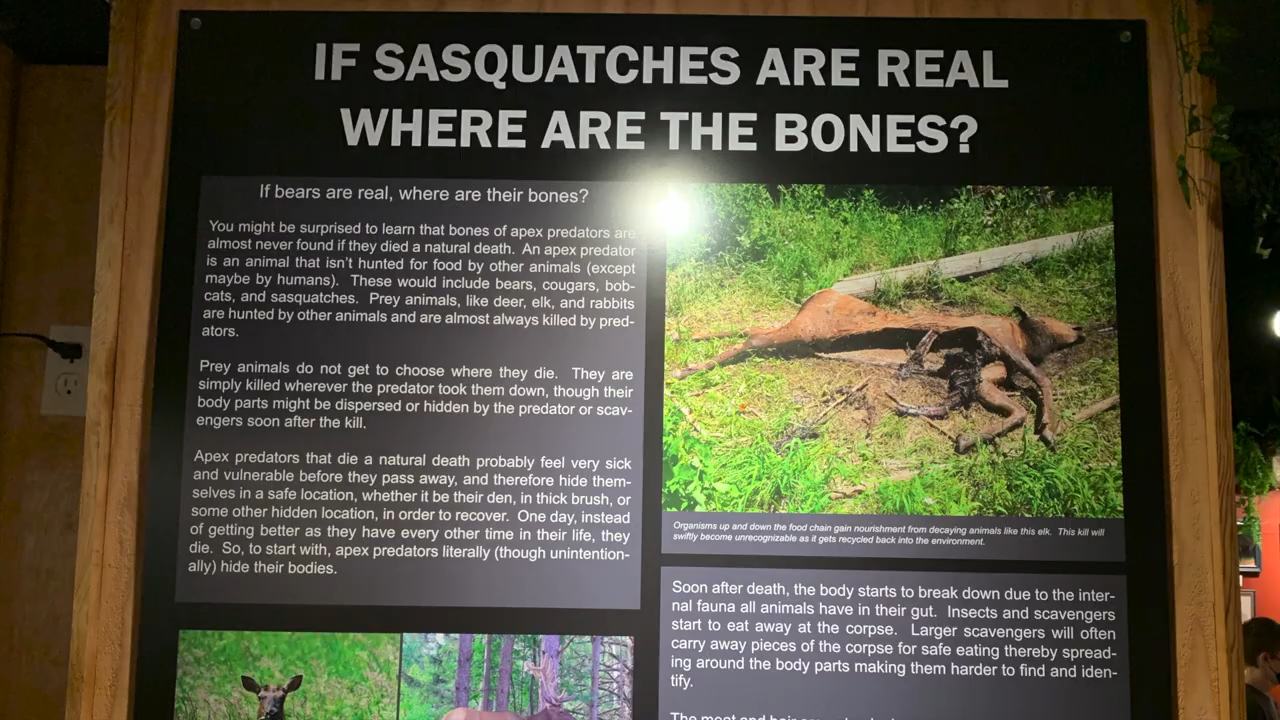 IF SASQUATCHES ARE REAL
WHERE ARE THE BONES?
If bears are real, where are their bones?
You might be surprised to learn that bones of apex predators are
almost never found if they died a natural death. An apex predator
is an animal that isn't hunted for food by other animals (except
maybe by humans). These would include bears, cougars, bob-
cats, and sasquatches. Prey animals, like deer, elk, and rabbits
are hunted by other animals and are almost always killed by pred-
ators.
Prey animals do not get to choose where they die. They are
simply killed wherever the predator took them down, though their
body parts might be dispersed or hidden by the predator or scav-
engers soon after the kill.
Apex predators that die a natural death probably feel very sick
and vulnerable before they pass away, and therefore hide them-
selves in a safe location, whether it be their den, in thick brush, or
some other hidden location, in order to recover. One day, instead
of getting better as they have every other time in their life, they
die. So, to start with, apex predators literally (though unintention-
ally) hide their bodies.
Organisms up and down the food chain gain nourishment from decaying animals like this elk. This kill will
swiftly become unrecognizable as it gets recycled back into the environment.
Soon after death, the body starts to break down due to the inter-
nal fauna all animals have in their gut. Insects and scavengers
start to eat away at the corpse. Larger scavengers will often
carry away pieces of the corpse for safe eating thereby spread-
ing around the body parts making them harder to find and iden-
tify.
The meat and hair